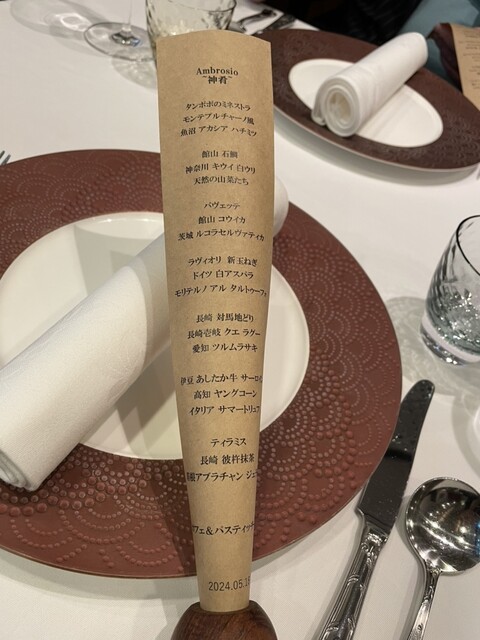 Ambrosio
~神肴~
タンポポのミネストラ
モンテプルチャーノ風
魚沼 アカシア ハチミツ
館山 石鯛
神奈川 キウイ 白ウリ
天然の山菜たち
パヴェッテ
館山 コウイカ
茨城 ルコラセルヴァティカ
ラヴィオリ 新玉ねぎ
ドイツ 白アスパラ
モリテルノ アル タルトゥーフォ
長崎 対馬地どり
長崎壱岐 クエ ラグー
愛知 ツルムラサキ
伊豆 あしたか牛 サーロイ
高知 ヤングコーン
イタリア サマートリュフ
ティラミス
長崎 彼杵抹茶
アブラチャン ジェ
フェ&パスティッ
2024.05.1